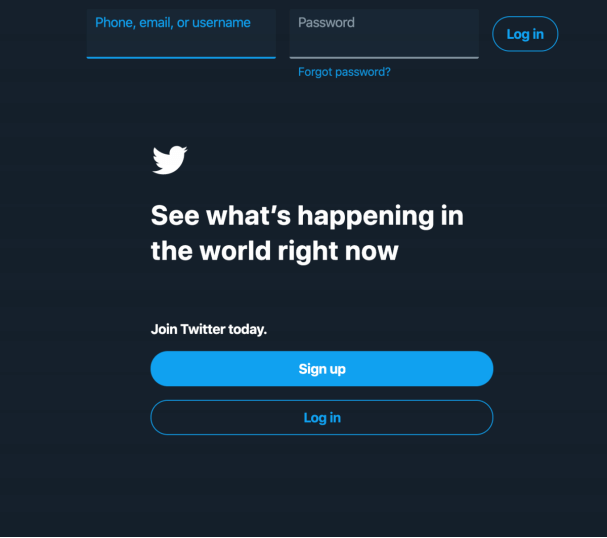 Phone, email, or username
Password
Log in
Forgot password?
See what's happening in
the world right now
Join Twitter today.
Sign up
Log in